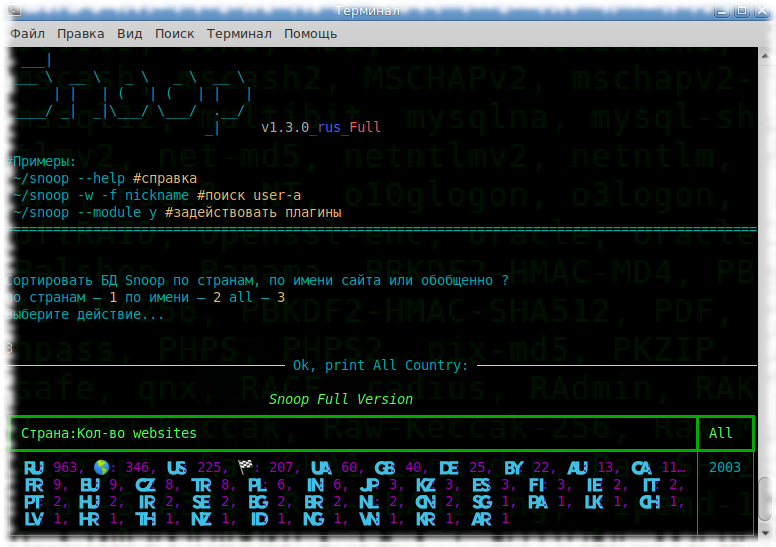 Терминал
Файл Правка Вид Поиск Терминал Помощь
v1.3.0_rus_Full
#Примеры:
~/snoop --help #справка
~/snoop -w -f nickname #поиск user-a
~/snoop --module y #задействовать плагины
Сортировать БД Snoop по странам, по имени сайта или обобщенно ?
по странам — 1 по имени — 2 all — 3
Выберите действие...
3
Ok, print All Country:
Snoop Full Version
Страна:Кол-во websites All
RU 963, 🌎: 346, US 225, 🏁: 207, UA 60, GB 40, DE 25, BY 22, AU 13, CA 11… 2003
FR 9, EU 9, CZ 8, TR 8, PL 6, IN 6, JP 3, KZ 3, ES 3, FI 3, IE 2, IT 2,
PT 2, HU 2, IR 2, SE 2, BG 2, BR 2, NL 2, CN 2, SG 1, PA 1, LK 1, CH 1,
LV 1, HR 1, TH 1, NZ 1, ID 1, NG 1, VN 1, KR 1, AR 1